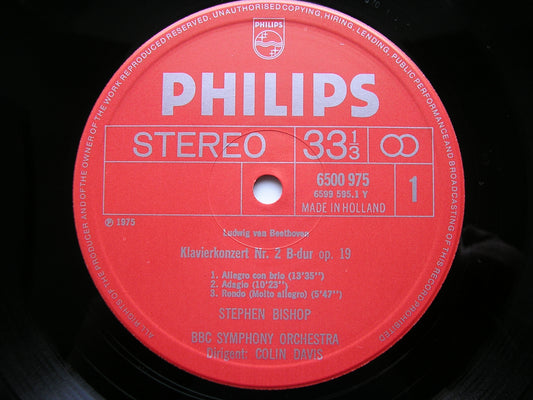 ALL RIGHTS OF THE PRODUCER AND OF THE OWNER OF THE WORK REPRODUCED RESERVED. UNAUTHORISED COPYING, HIRING, LENDING, PUBLIC PERFORMANCE AND BROADCASTING OF THIS RECORD PROHIBITED
PHILIPS
PHILIPS
STEREO 33 1/3
6500 975
6599 595.1 Y
MADE IN HOLLAND
1
℗ 1975
Ludwig van Beethoven
Klavierkonzert Nr. 2 B-dur op. 19
1. Allegro con brio (13'35'')
2. Adagio (10'23'')
3. Rondo (Molto allegro) (5'47'')
STEPHEN BISHOP
BBC SYMPHONY ORCHESTRA
Dirigent: COLIN DAVIS